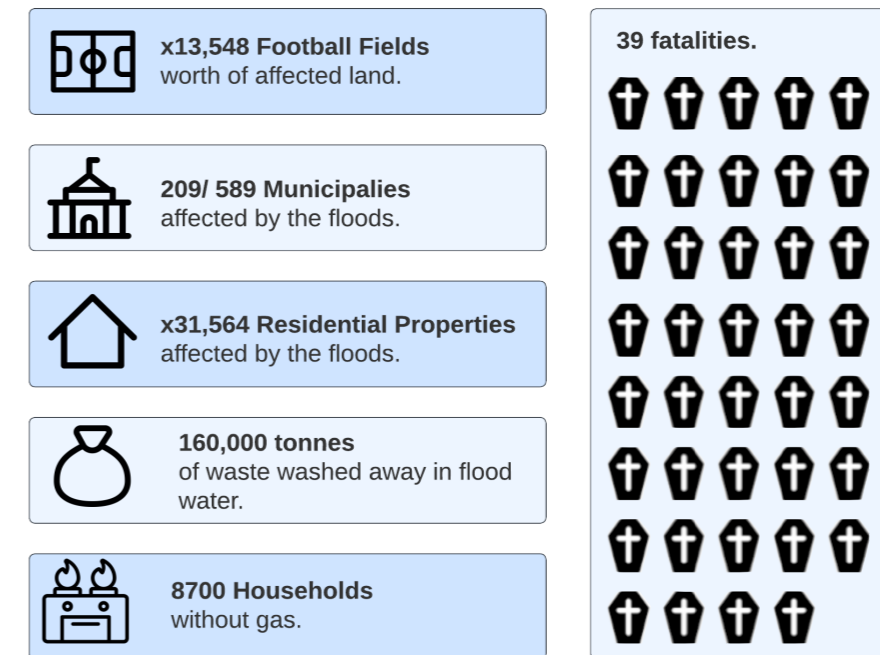 x13,548 Football Fields
worth of affected land.
209/ 589 Municipalies
affected by the floods.
x31,564 Residential Properties
affected by the floods.
160,000 tonnes
of waste washed away in flood
water.
8700 Households
without gas.
39 fatalities.